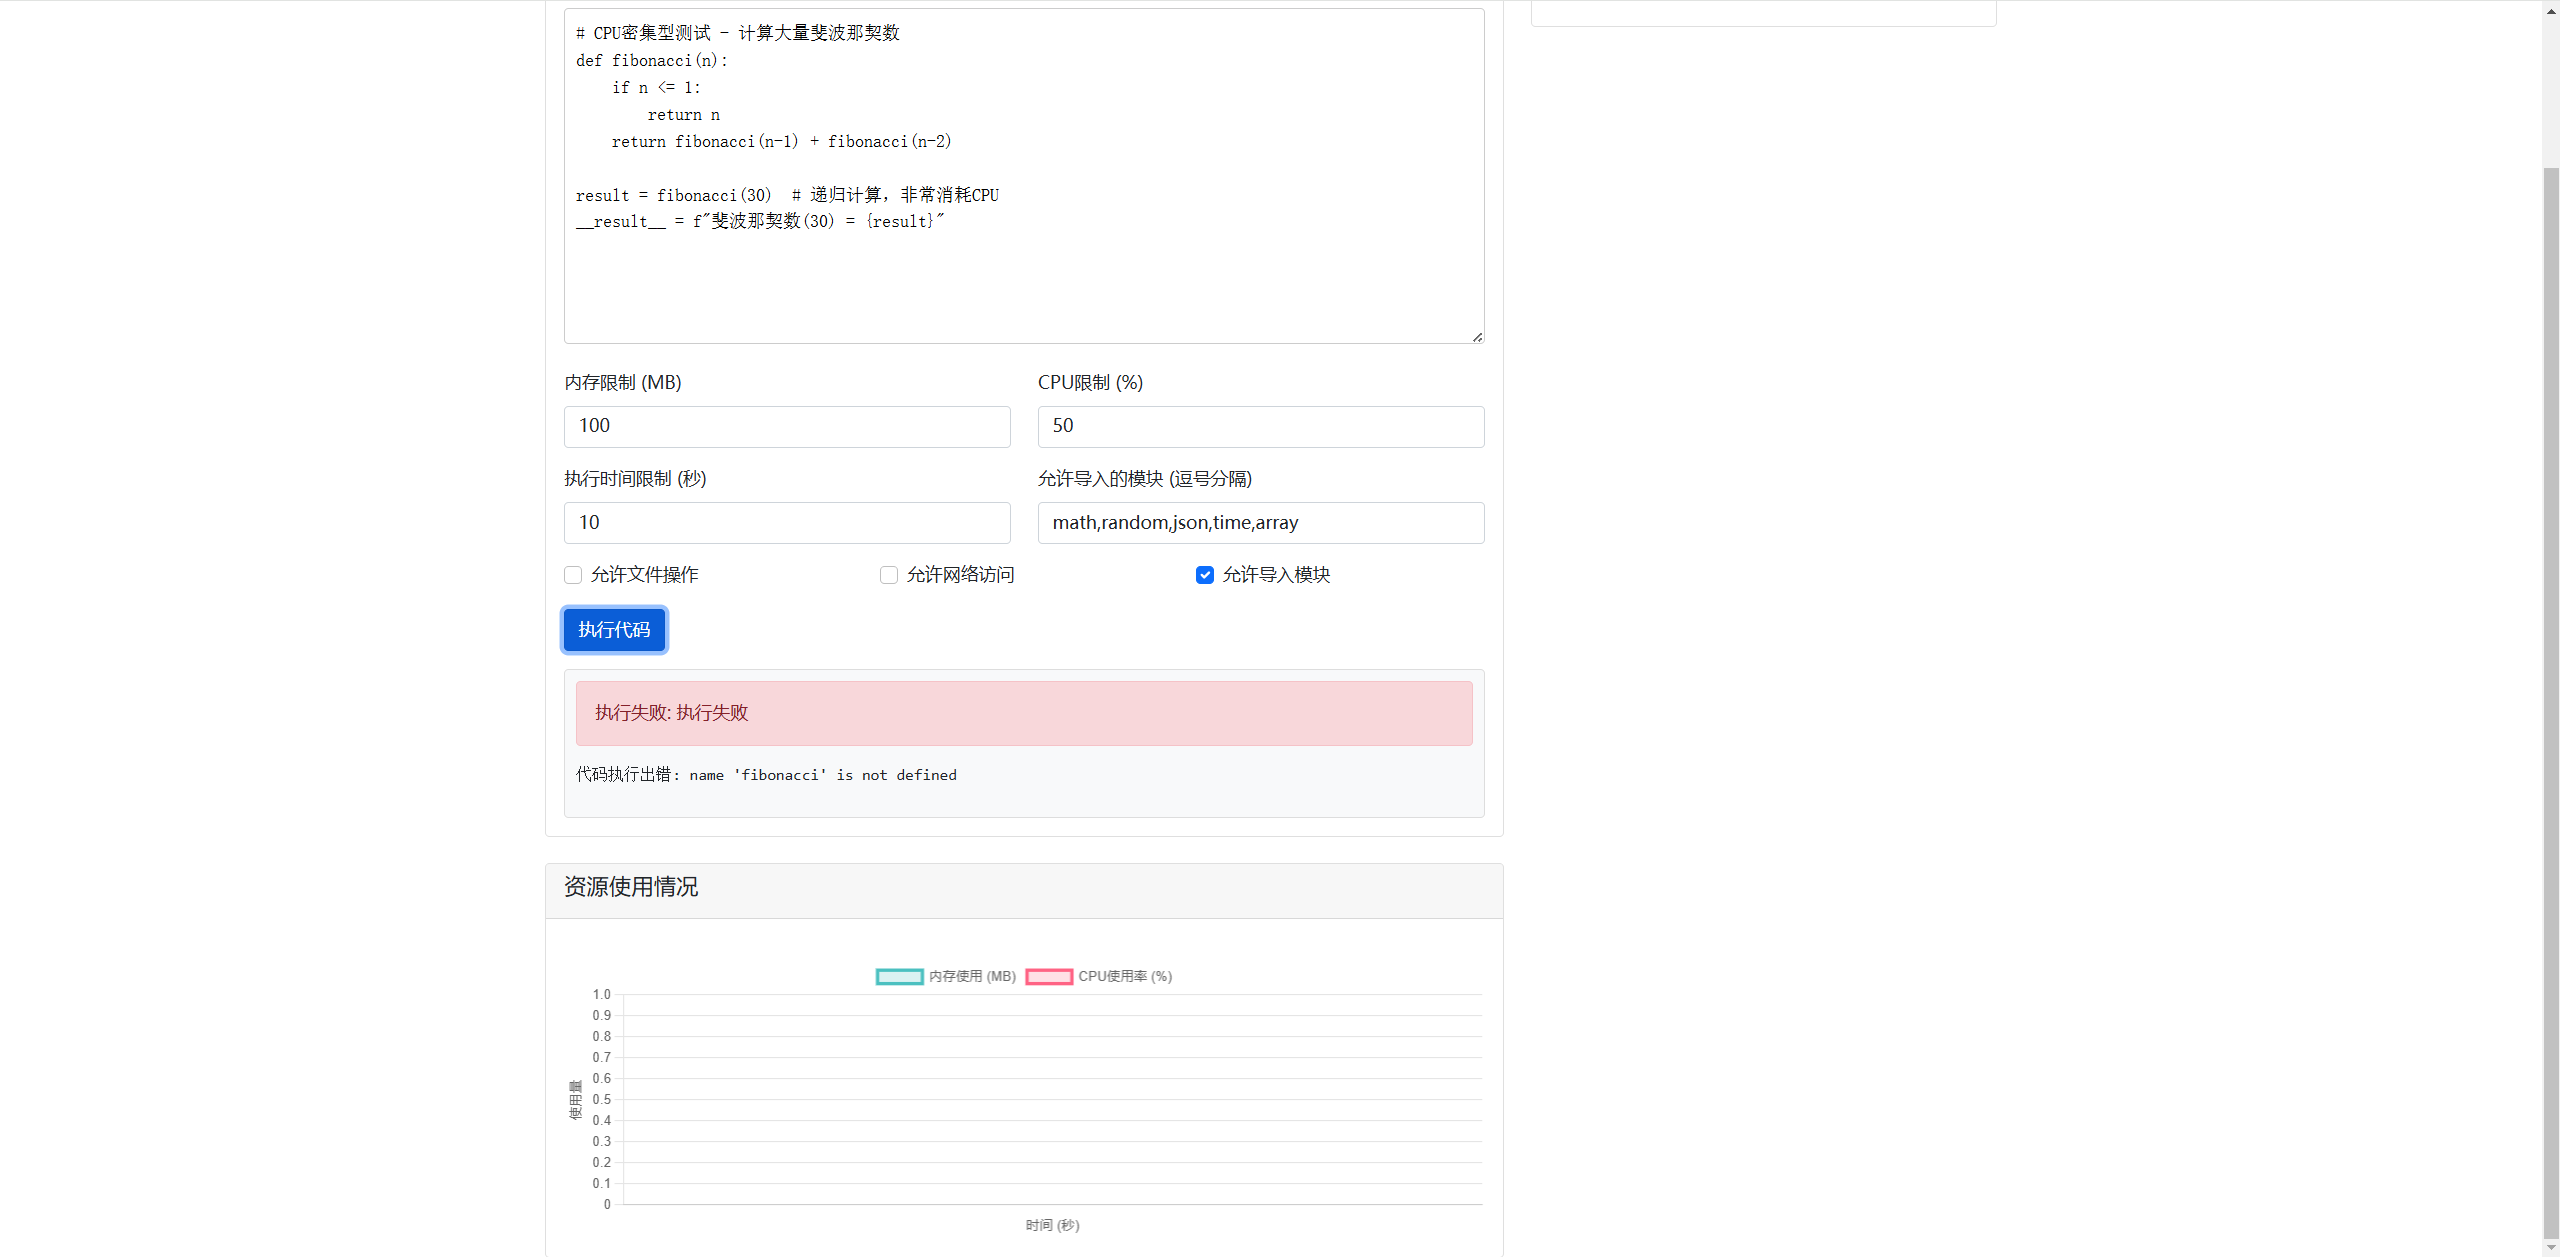 # CPU密集型测试 - 计算大量斐波那契数
def fibonacci(n):
    if n <= 1:
        return n
    return fibonacci(n-1) + fibonacci(n-2)

result = fibonacci(30)  # 递归计算，非常消耗CPU
__result__ = f"斐波那契数(30) = {result}"
内存限制 (MB)
CPU限制 (%)
100
50
执行时间限制 (秒)
允许导入的模块 (逗号分隔)
10
math,random,json,time,array
允许文件操作
允许网络访问
允许导入模块
执行代码
执行失败: 执行失败
代码执行出错: name 'fibonacci' is not defined
资源使用情况
内存使用 (MB)
CPU使用率 (%)
1.0
0.9
0.8
0.7
0.6
0.5
0.4
0.3
0.2
0.1
0
使用量
时间 (秒)